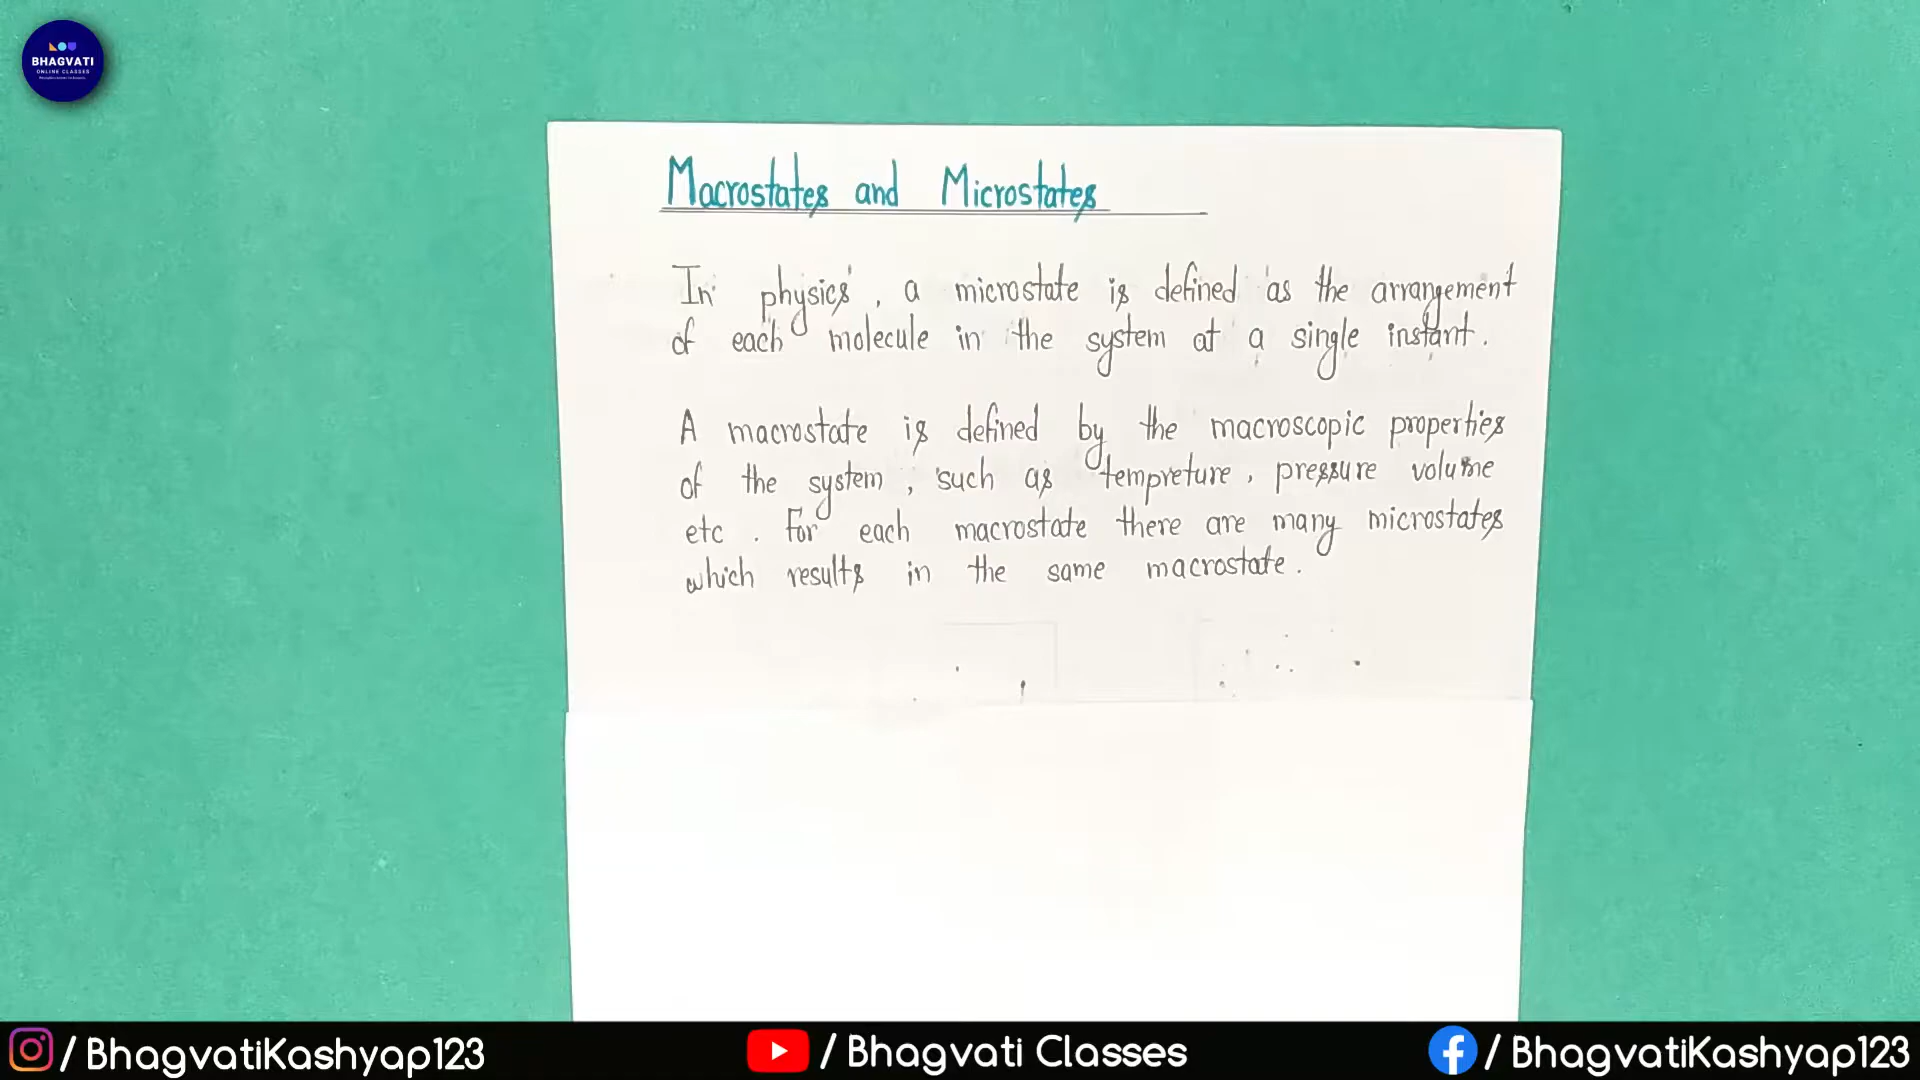 BHAGVATI
ONLINE CLASSES
Macrostates and Microstates
In physics, a microstate is defined as the arrangement
of each molecule in the system at a single instant.
A macrostate is defined by the macroscopic properties
of the system, such as tempreture, pressure volume
etc. For each macrostate there are many microstates
which results in the same macrostate.
/ BhagvatiKashyap123
/ Bhagvati Classes
/ BhagvatiKashyap123